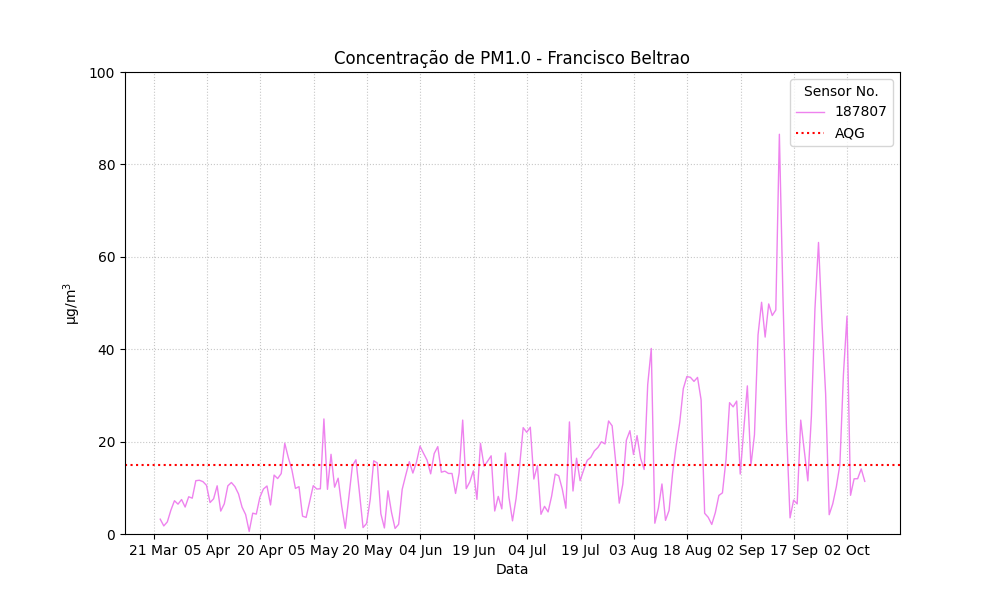 Concentração de PM1.0 - Francisco Beltrao
100
80
60
40
20
0
µg/m³
Sensor No.
187807
AQG
21 Mar 05 Apr 20 Apr 05 May 20 May 04 Jun 19 Jun 04 Jul 19 Jul 03 Aug 18 Aug 02 Sep 17 Sep 02 Oct
Data